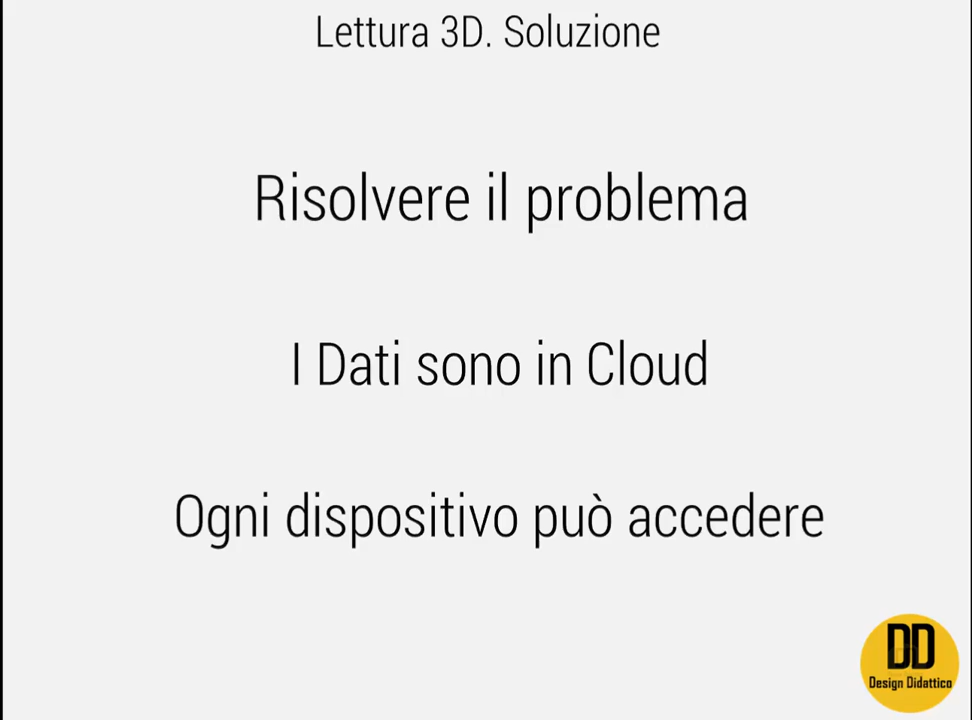 Lettura 3D. Soluzione
Risolvere il problema
I Dati sono in Cloud
Ogni dispositivo può accedere
DD
Design Didattico